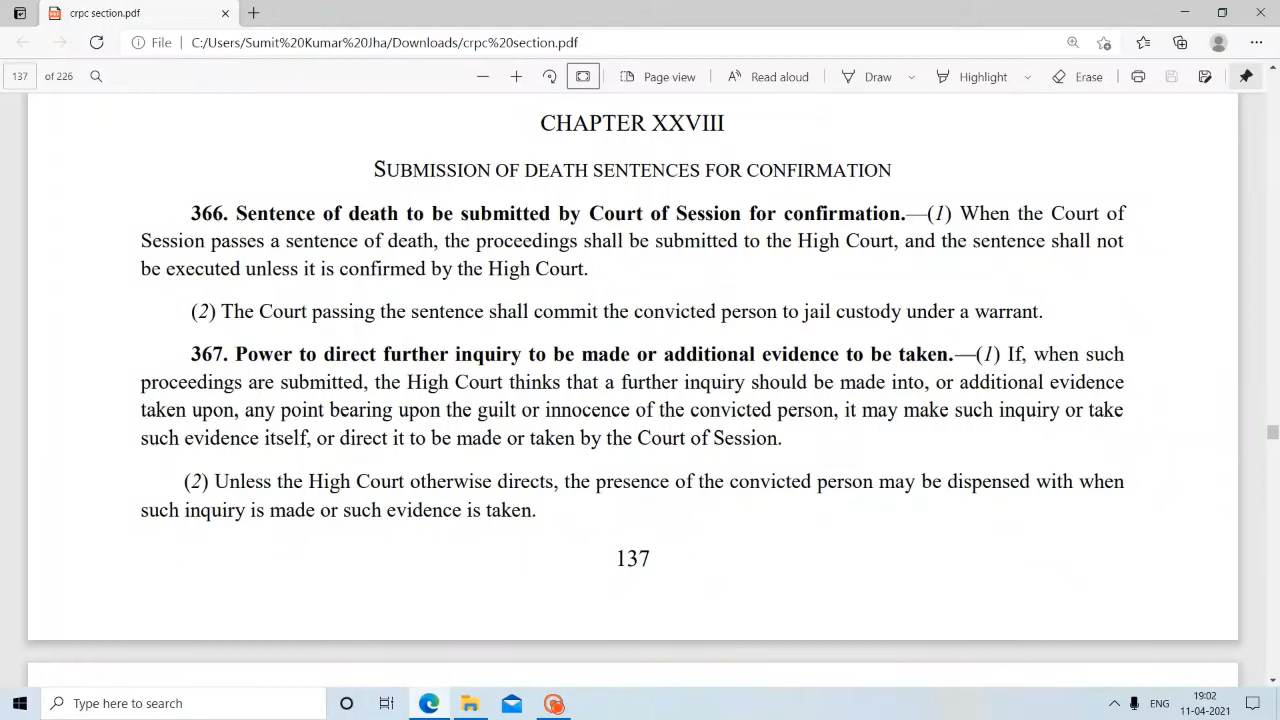 crpc section.pdf
File
C:/Users/Sumit%20Kumar%20Jha/Downloads/crpc%20section.pdf
137 of 226
Page view
Read aloud
Draw
Highlight
Erase
CHAPTER XXVIII
SUBMISSION OF DEATH SENTENCES FOR CONFIRMATION
366. Sentence of death to be submitted by Court of Session for confirmation.—(1) When the Court of
Session passes a sentence of death, the proceedings shall be submitted to the High Court, and the sentence shall not
be executed unless it is confirmed by the High Court.
(2) The Court passing the sentence shall commit the convicted person to jail custody under a warrant.
367. Power to direct further inquiry to be made or additional evidence to be taken.—(1) If, when such
proceedings are submitted, the High Court thinks that a further inquiry should be made into, or additional evidence
taken upon, any point bearing upon the guilt or innocence of the convicted person, it may make such inquiry or take
such evidence itself, or direct it to be made or taken by the Court of Session.
(2) Unless the High Court otherwise directs, the presence of the convicted person may be dispensed with when
such inquiry is made or such evidence is taken.
137
Type here to search
ENG
19:02
11-04-2021